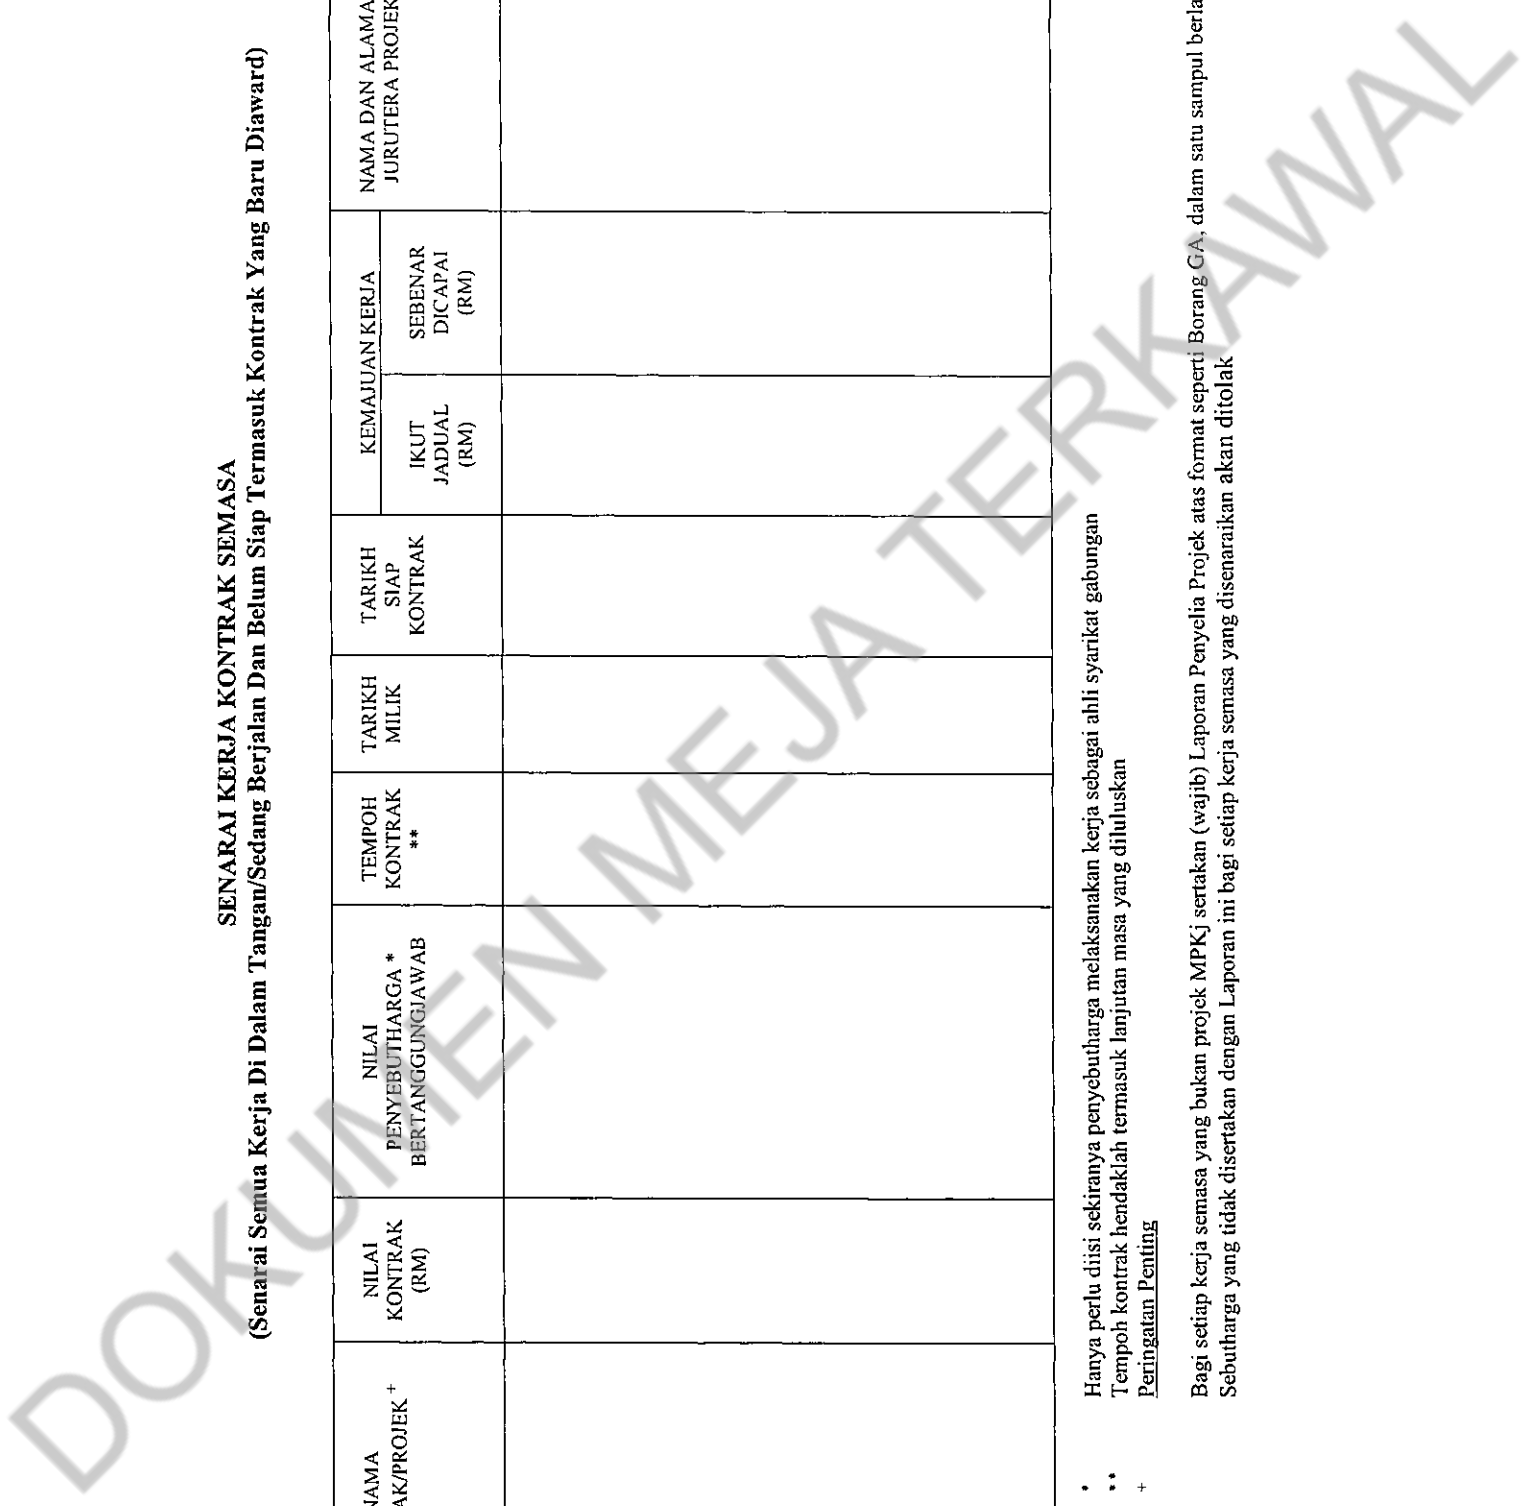 SENARAI KERJA KONTRAK SEMASA
(Senarai Semua Kerja Di Dalam Tangan/Sedang Berjalan Dan Belum Siap Termasuk Kontrak Yang Baru Diaward)
NAMA
AK/PROJEK +
NILAI
KONTRAK
(RM)
NILAI
PENYEBUTHARGA *
BERTANGGUNGJAWAB
TEMPOH
KONTRAK
**
TARIKH
MILIK
TARIKH
SIAP
KONTRAK
KEMAJUAN KERJA
IKUT
JADUAL
(RM)
SEBENAR
DICAPAI
(RM)
NAMA DAN ALAMA
JURUTERA PROJEK
* Hanya perlu diisi sekiranya penyebutharga melaksanakan kerja sebagai ahli syarikat gabungan
** Tempoh kontrak hendaklah termasuk lanjutan masa yang diluluskan
+ Peringatan Penting
Bagi setiap kerja semasa yang bukan projek MPKj sertakan (wajib) Laporan Penyelia Projek atas format seperti Borang GA, dalam satu sampul berla
Sebutharga yang tidak disertakan dengan Laporan ini bagi setiap kerja semasa yang disenaraikan akan ditolak
DOKUMEN MEJA TERKAWAL